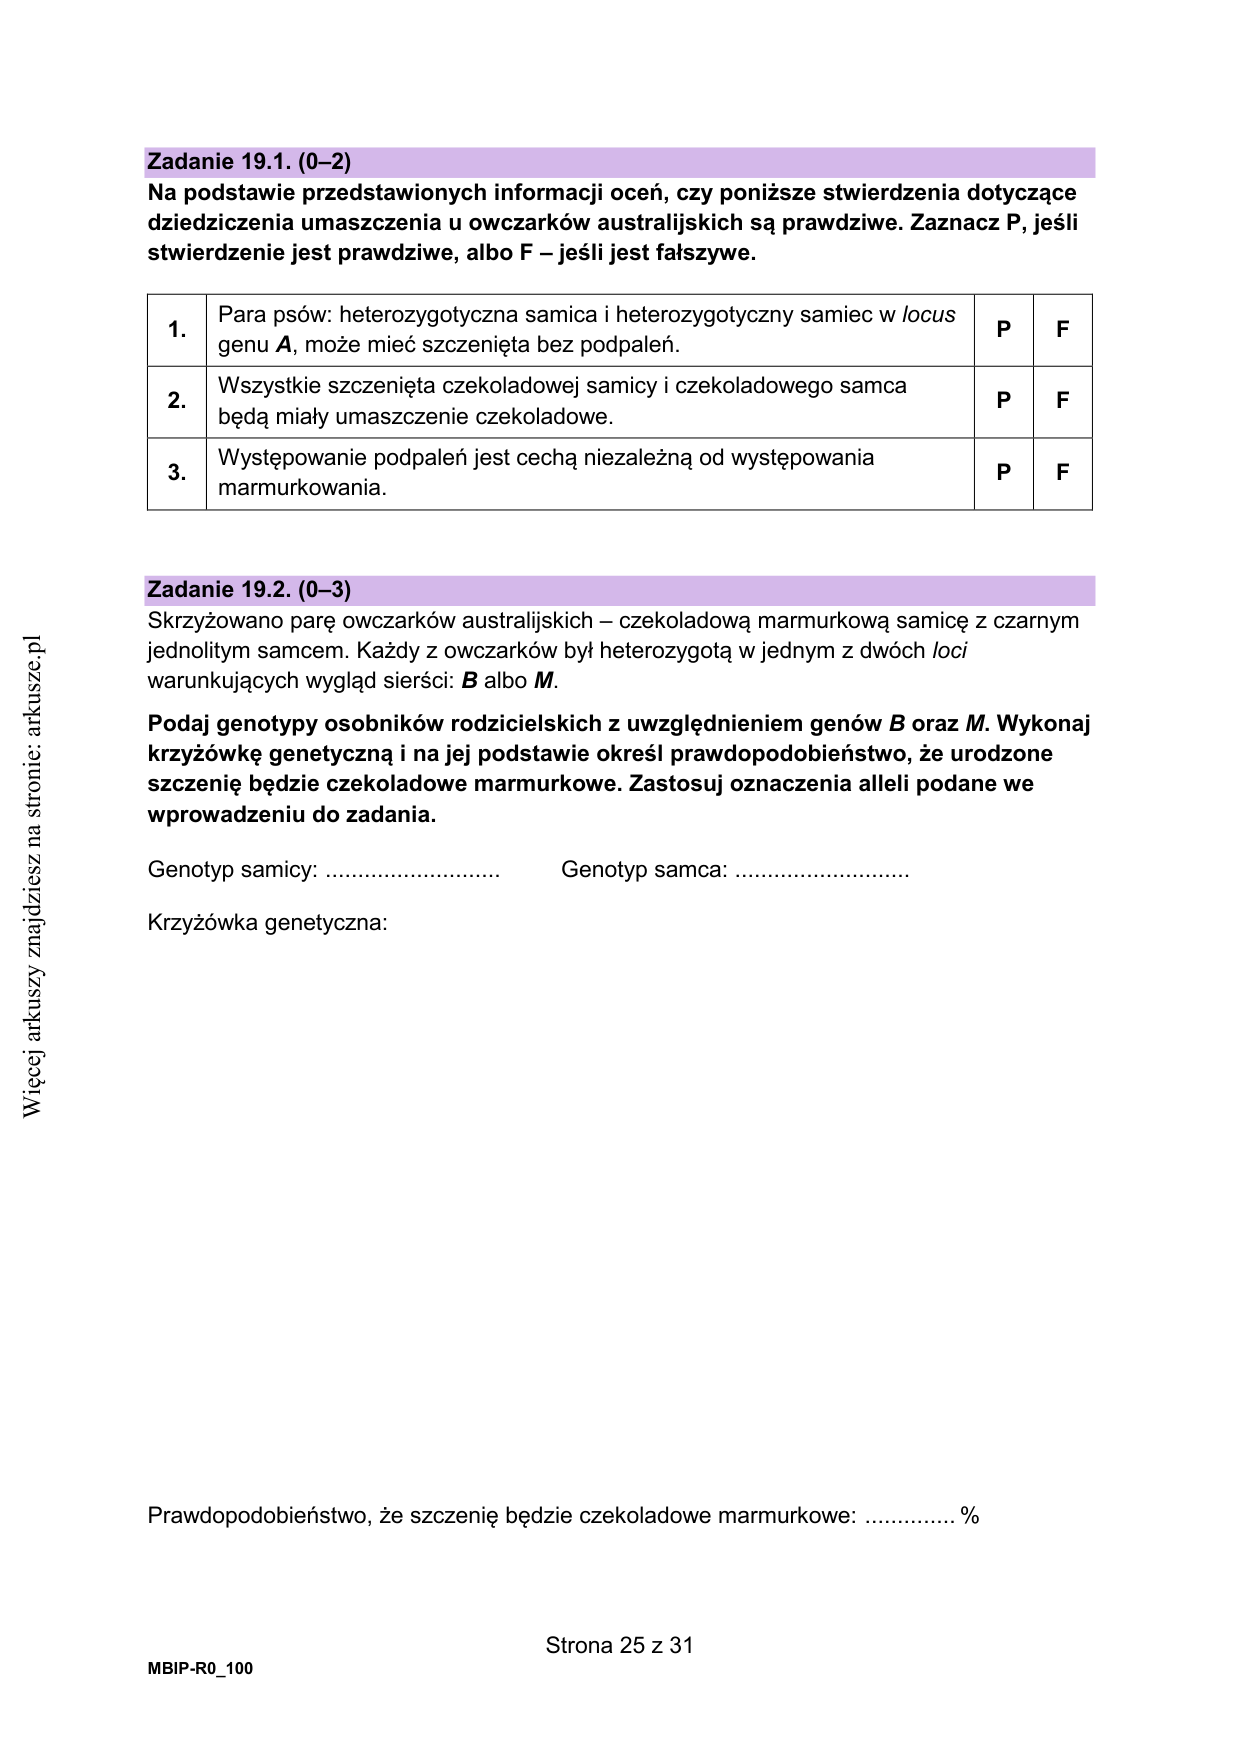 Zadanie 19.1. (0–2)
Na podstawie przedstawionych informacji oceń, czy poniższe stwierdzenia dotyczące
dziedziczenia umaszczenia u owczarków australijskich są prawdziwe. Zaznacz P, jeśli
stwierdzenie jest prawdziwe, albo F – jeśli jest fałszywe.
1. Para psów: heterozygotyczna samica i heterozygotyczny samiec w locus
genu A, może mieć szczenięta bez podpaleń. P F
2. Wszystkie szczenięta czekoladowej samicy i czekoladowego samca
będą miały umaszczenie czekoladowe. P F
3. Występowanie podpaleń jest cechą niezależną od występowania
marmurkowania. P F
Zadanie 19.2. (0–3)
Skrzyżowano parę owczarków australijskich – czekoladową marmurkową samicę z czarnym
jednolitym samcem. Każdy z owczarków był heterozygotą w jednym z dwóch loci
warunkujących wygląd sierści: B albo M.
Podaj genotypy osobników rodzicielskich z uwzględnieniem genów B oraz M. Wykonaj
krzyżówkę genetyczną i na jej podstawie określ prawdopodobieństwo, że urodzone
szczenię będzie czekoladowe marmurkowe. Zastosuj oznaczenia alleli podane we
wprowadzeniu do zadania.
Genotyp samicy: ........................... Genotyp samca: ...........................
Krzyżówka genetyczna:
Prawdopodobieństwo, że szczenię będzie czekoladowe marmurkowe: .............. %
Strona 25 z 31
MBIP-R0_100
Więcej arkuszy znajdziesz na stronie: arkusze.pl